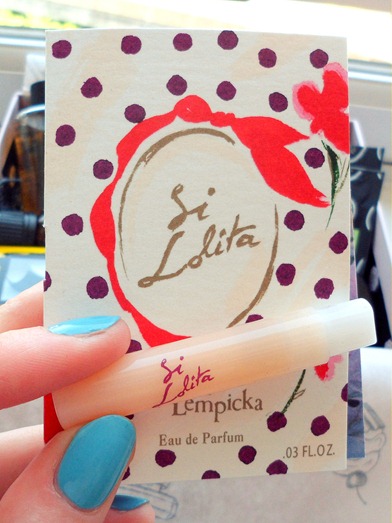 Si
Lolita
Si
Lolita
Lempicka
Eau de Parfum
.03 FL.OZ.